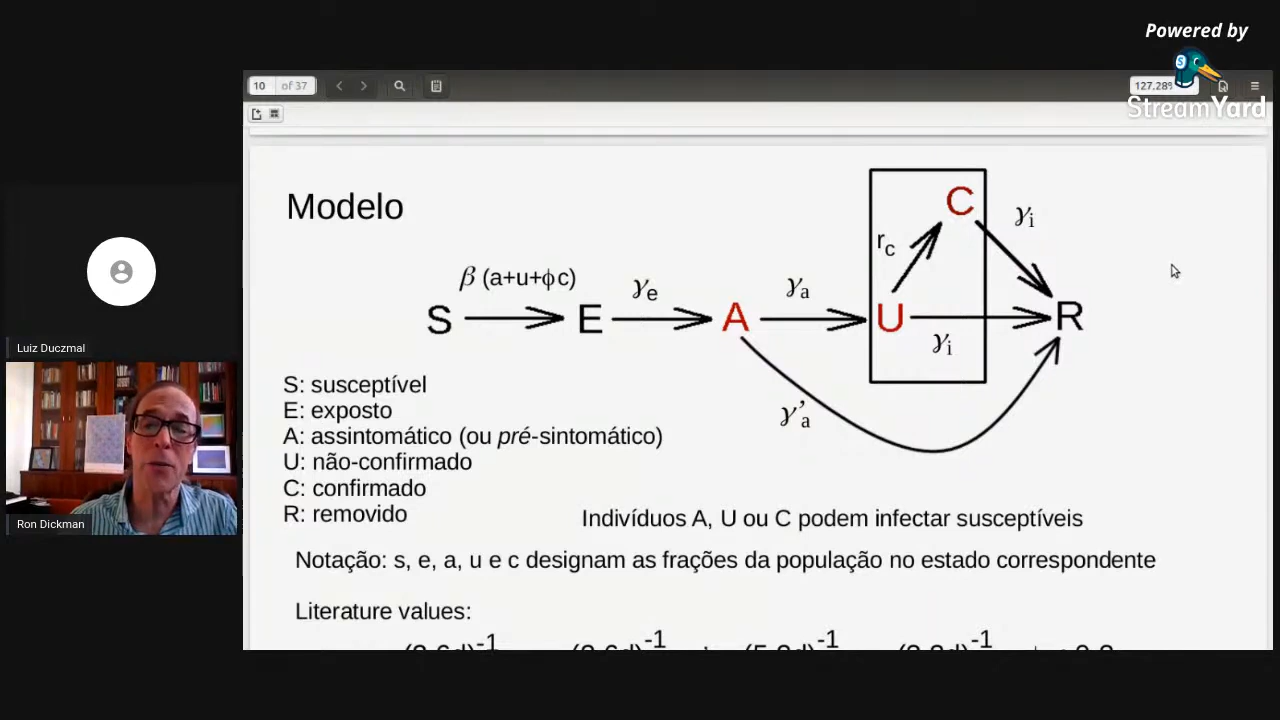 Powered by
StreamYard
10 of 37
127.28%
Modelo
C
γi
rc
β (a+u+ϕc)
γe
γa
S
E
A
U
R
γi
γ'a
S: susceptível
E: exposto
A: assintomático (ou pré-sintomático)
U: não-confirmado
C: confirmado
R: removido
Indivíduos A, U ou C podem infectar susceptíveis
Notação: s, e, a, u e c designam as frações da população no estado correspondente
Literature values:
Luiz Duczmal
Ron Dickman